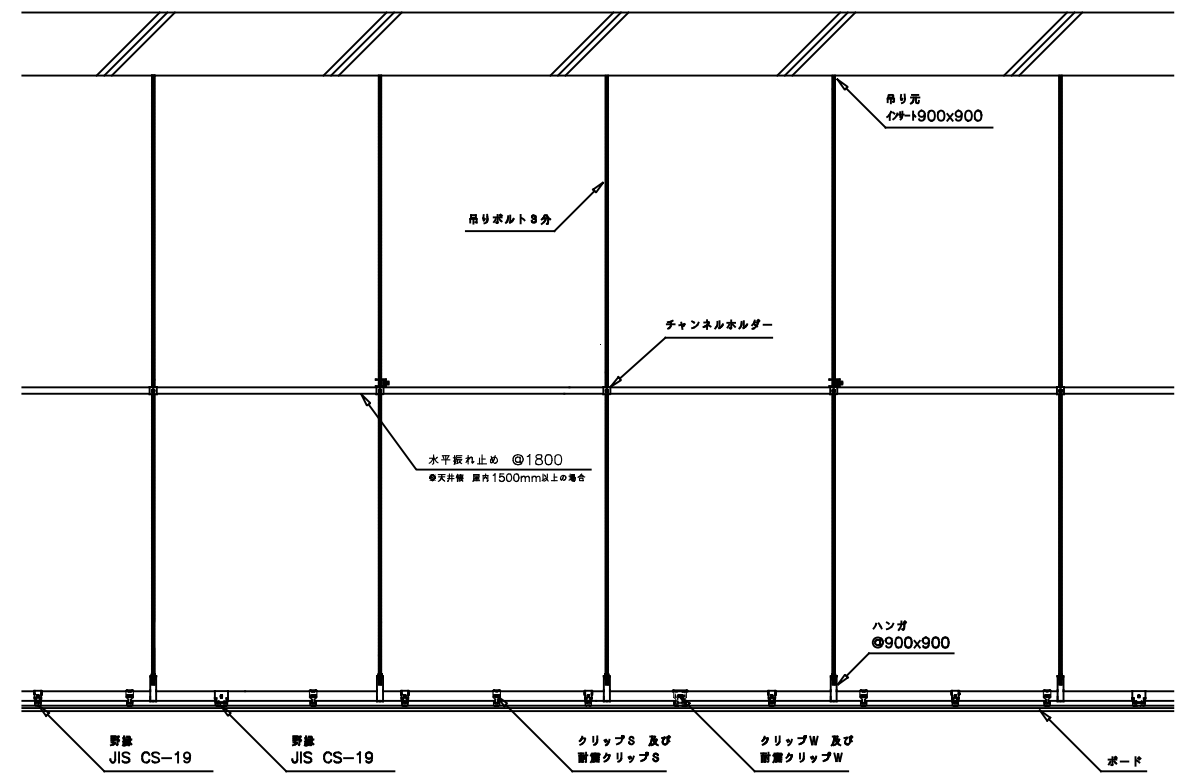 吊り元
インサート900x900
吊りボルト3分
チャンネルホルダー
水平振れ止め @1800
※天井懐 屋内1500mm以上の場合
ハンガ
@900x900
野縁
JIS CS-19
野縁
JIS CS-19
クリップS 及び
耐震クリップS
クリップW 及び
耐震クリップW
ボード